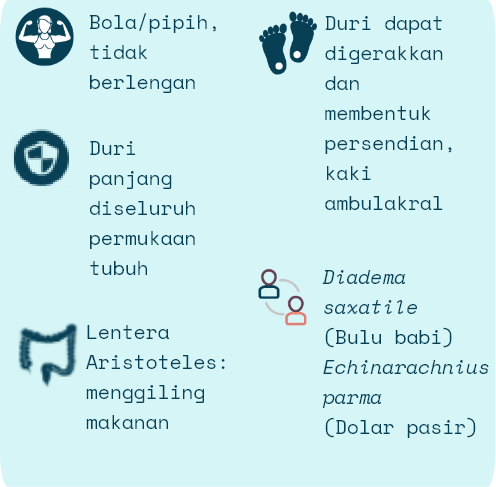 Bola/pipih,
tidak
berlengan
Duri
panjang
diseluruh
permukaan
tubuh
Lentera
Aristoteles:
menggiling
makanan
Duri dapat
digerakkan
dan
membentuk
persendian,
kaki
ambulakral
Diadema
saxatile
(Bulu babi)
Echinarachnius
parma
(Dolar pasir)